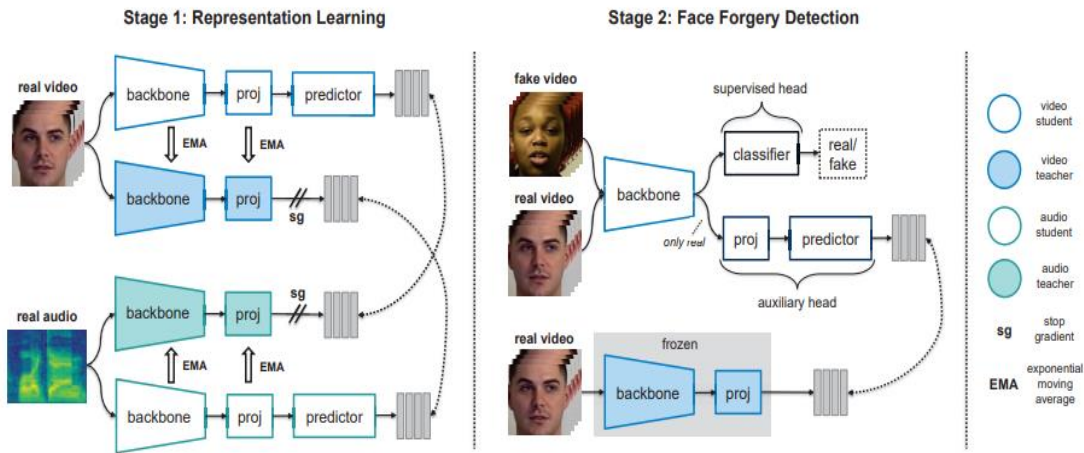 Stage 1: Representation Learning
real video
backbone
proj
predictor
EMA
EMA
backbone
proj
sg
real audio
backbone
proj
sg
EMA
EMA
backbone
proj
predictor
Stage 2: Face Forgery Detection
fake video
supervised head
classifier
real/
fake
backbone
real video
only real
proj
predictor
auxiliary head
real video
frozen
backbone
proj
video
student
video
teacher
audio
student
audio
teacher
sg
stop
gradient
EMA
exponential
moving
average